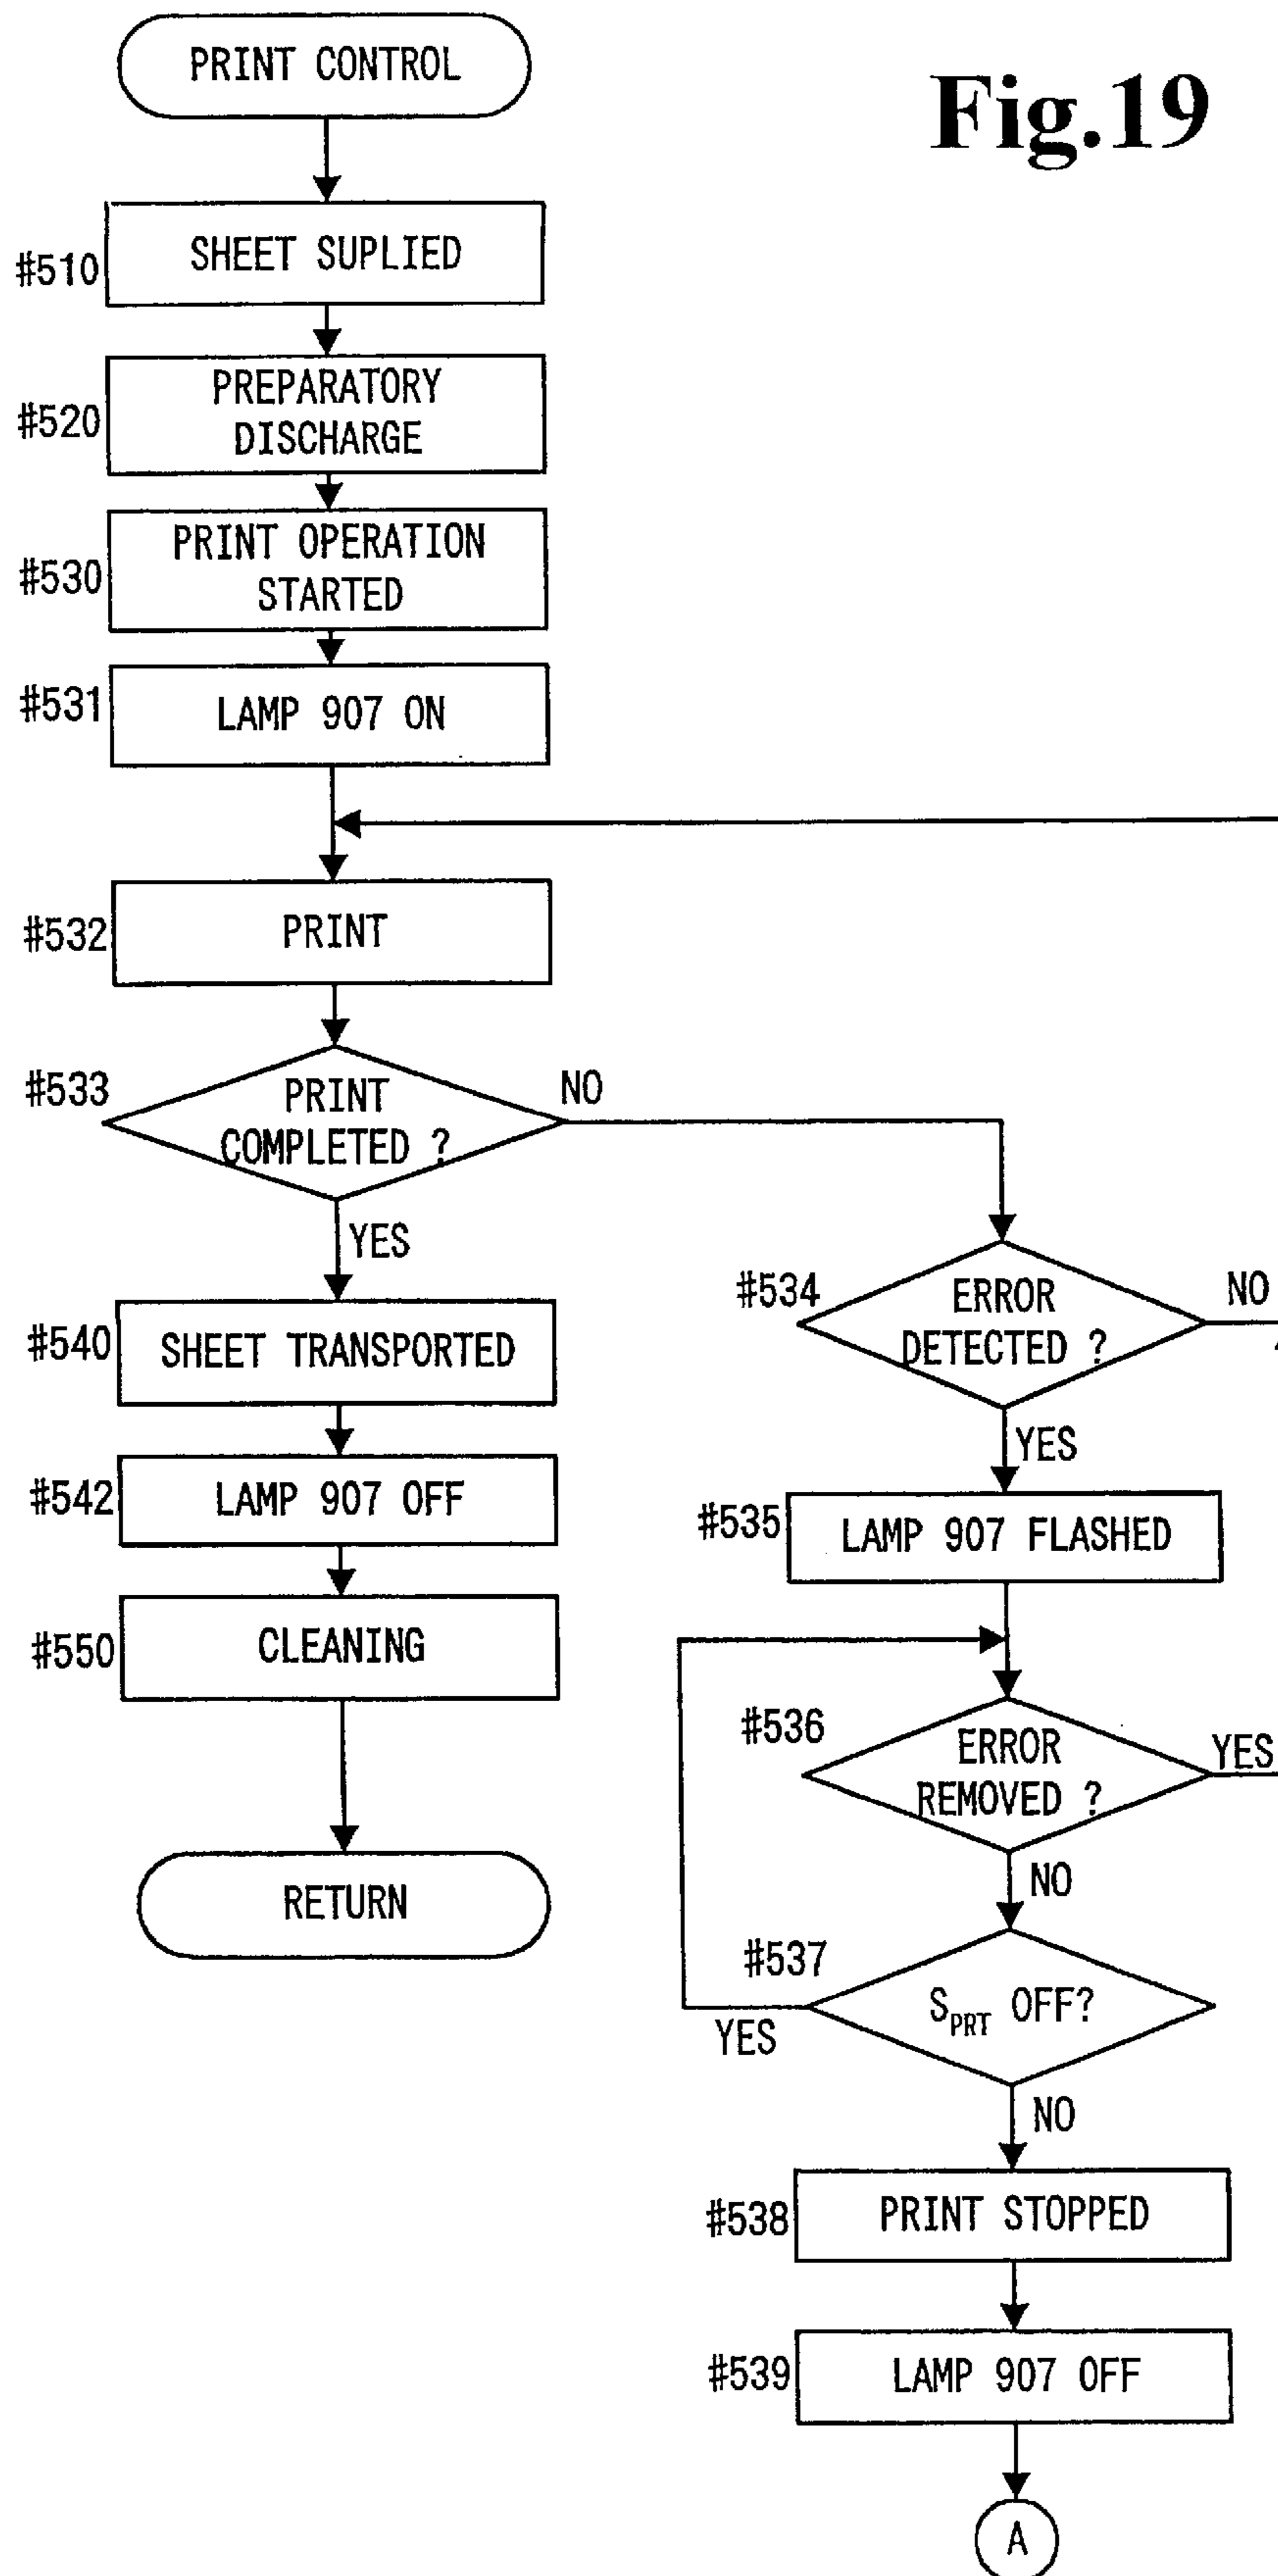 Fig.19
PRINT CONTROL
#510
SHEET SUPLIED
#520
PREPARATORY
DISCHARGE
#530
PRINT OPERATION
STARTED
#531
LAMP 907 ON
#532
PRINT
#533
PRINT
COMPLETED ?
NO
YES
#540
SHEET TRANSPORTED
#542
LAMP 907 OFF
#550
CLEANING
RETURN
#534
ERROR
DETECTED ?
NO
YES
#535
LAMP 907 FLASHED
#536
ERROR
REMOVED ?
YES
NO
#537
SPRT OFF?
YES
NO
#538
PRINT STOPPED
#539
LAMP 907 OFF
A